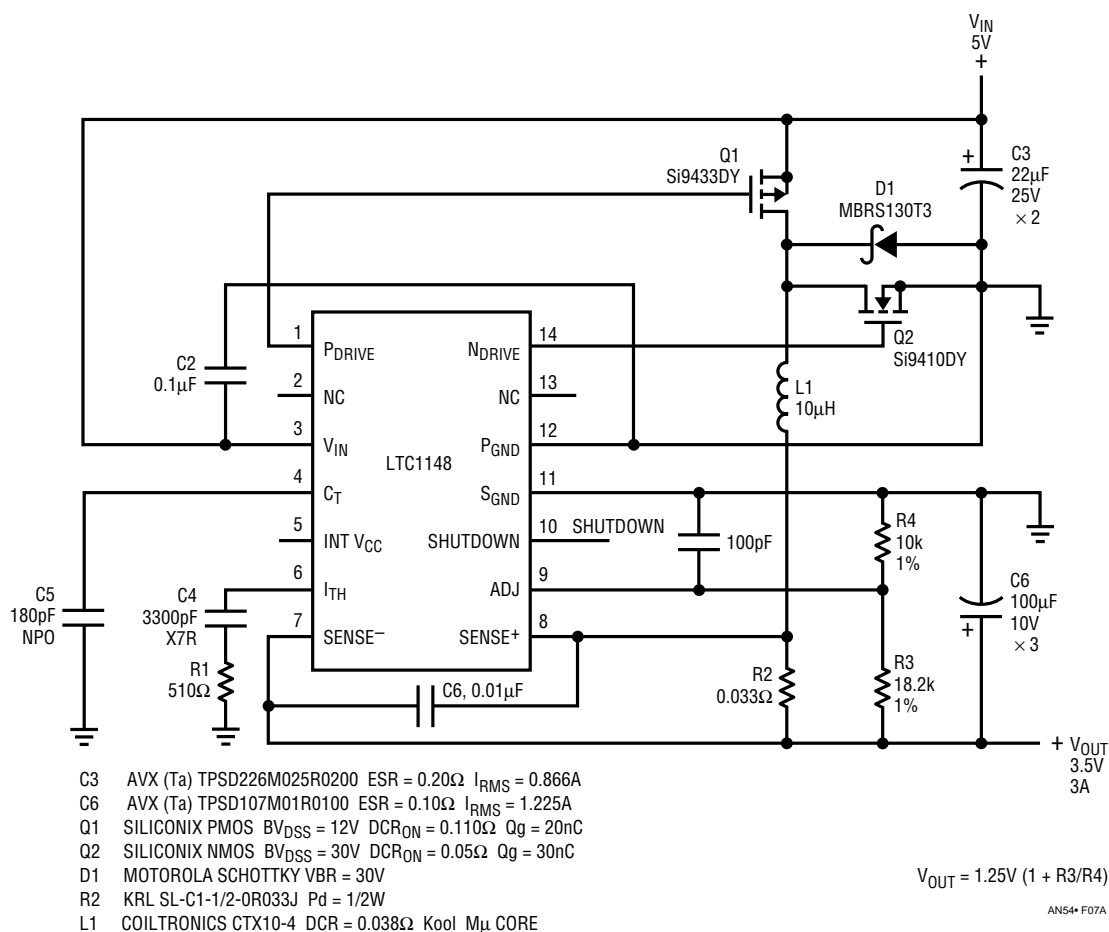 VIN
5V
+
Q1
Si9433DY
D1
MBRS130T3
+
C3
22µF
25V
× 2
Q2
Si9410DY
C2
0.1µF
1
PDRIVE
2
NC
3
VIN
4
CT
5
INT VCC
6
ITH
7
SENSE−
LTC1148
14
NDRIVE
13
NC
12
PGND
11
SGND
10
SHUTDOWN
SHUTDOWN
9
ADJ
8
SENSE+
L1
10µH
100pF
R4
10k
1%
C6
100µF
10V
× 3
+
C5
180pF
NPO
C4
3300pF
X7R
R1
510Ω
C6, 0.01µF
R2
0.033Ω
R3
18.2k
1%
+ VOUT
3.5V
3A
C3 AVX (Ta) TPSD226M025R0200 ESR = 0.20Ω IRMS = 0.866A
C6 AVX (Ta) TPSD107M01R0100 ESR = 0.10Ω IRMS = 1.225A
Q1 SILICONIX PMOS BVDSS = 12V DCRON = 0.110Ω Qg = 20nC
Q2 SILICONIX NMOS BVDSS = 30V DCRON = 0.05Ω Qg = 30nC
D1 MOTOROLA SCHOTTKY VBR = 30V
R2 KRL SL-C1-1/2-0R033J Pd = 1/2W
L1 COILTRONICS CTX10-4 DCR = 0.038Ω Kool Mµ CORE
VOUT = 1.25V (1 + R3/R4)
AN54• F07A